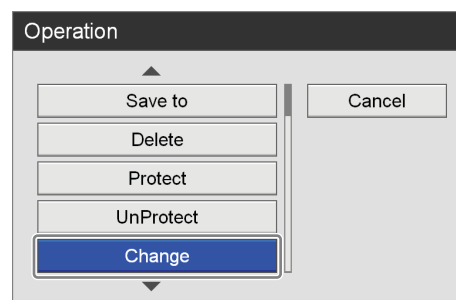 Operation
Save to
Cancel
Delete
Protect
UnProtect
Change